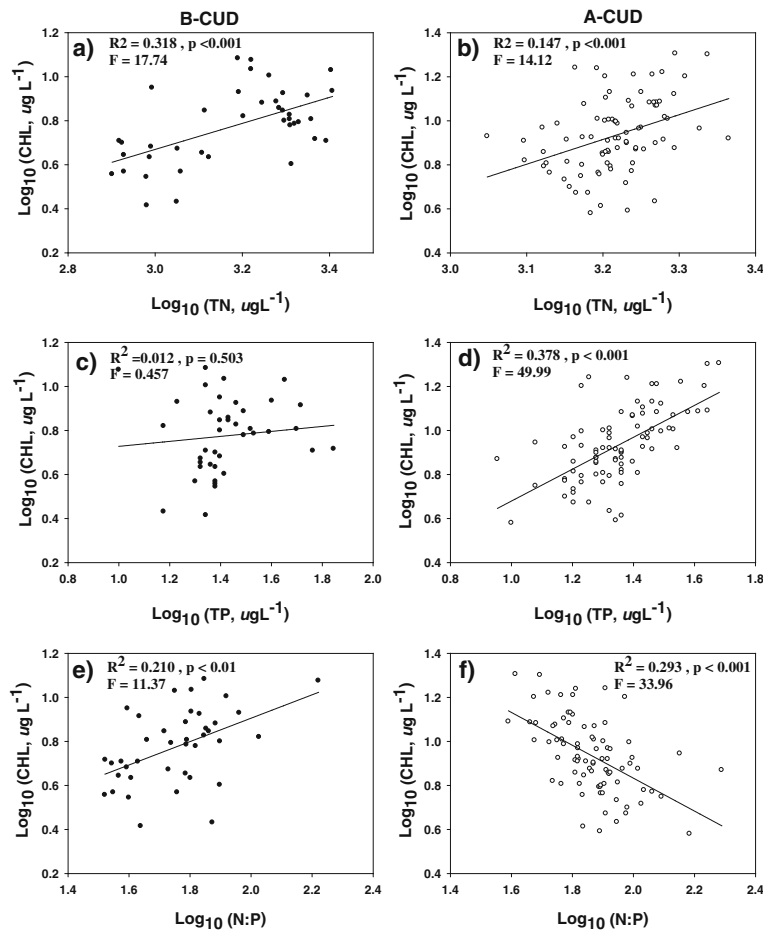 B-CUD
A-CUD
a)
R2 = 0.318 , p <0.001
F = 17.74
Log10 (CHL, ug L-1)
1.2
1.0
0.8
0.6
0.4
0.2
2.8 3.0 3.2 3.4
Log10 (TN, ugL-1)
b)
R2 = 0.147 , p <0.001
F = 14.12
Log10 (CHL, ug L-1)
1.4
1.2
1.0
0.8
0.6
0.4
3.0 3.1 3.2 3.3 3.4
Log10 (TN, ugL-1)
c)
R2 =0.012 , p = 0.503
F = 0.457
Log10 (CHL, ug L-1)
1.2
1.0
0.8
0.6
0.4
0.2
0.8 1.0 1.2 1.4 1.6 1.8 2.0
Log10 (TP, ugL-1)
d)
R2 = 0.378 , p < 0.001
F = 49.99
Log10 (CHL, ug L-1)
1.4
1.2
1.0
0.8
0.6
0.4
0.8 1.0 1.2 1.4 1.6 1.8
Log10 (TP, ugL-1)
e)
R2 = 0.210 , p < 0.01
F = 11.37
Log10 (CHL, ug L-1)
1.2
1.0
0.8
0.6
0.4
0.2
1.4 1.6 1.8 2.0 2.2 2.4
Log10 (N:P)
f)
R2 = 0.293 , p < 0.001
F = 33.96
Log10 (CHL, ug L-1)
1.4
1.2
1.0
0.8
0.6
0.4
1.4 1.6 1.8 2.0 2.2 2.4
Log10 (N:P)